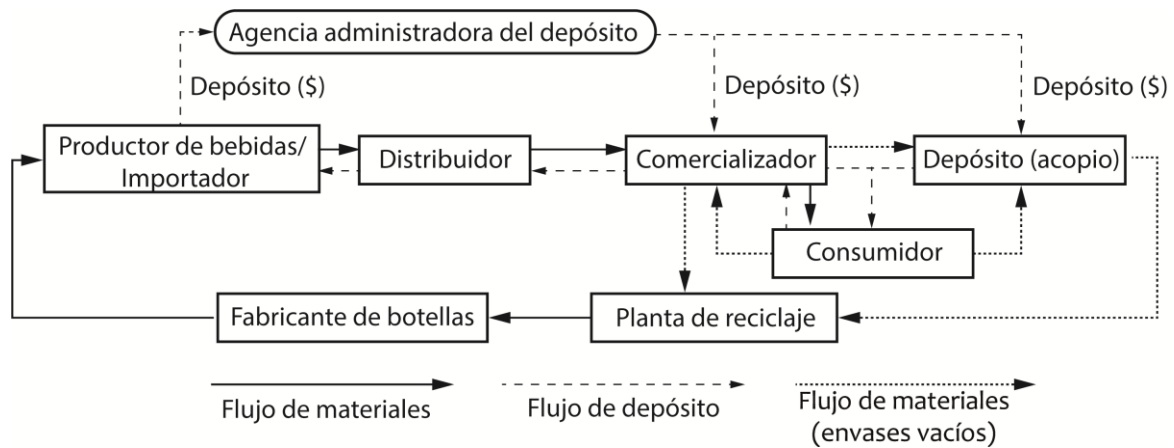 Agencia administradora del depósito
Depósito ($)
Depósito ($)
Depósito ($)
Productor de bebidas/
Importador
Distribuidor
Comercializador
Depósito (acopio)
Consumidor
Fabricante de botellas
Planta de reciclaje
Flujo de materiales
Flujo de depósito
Flujo de materiales
(envases vacíos)